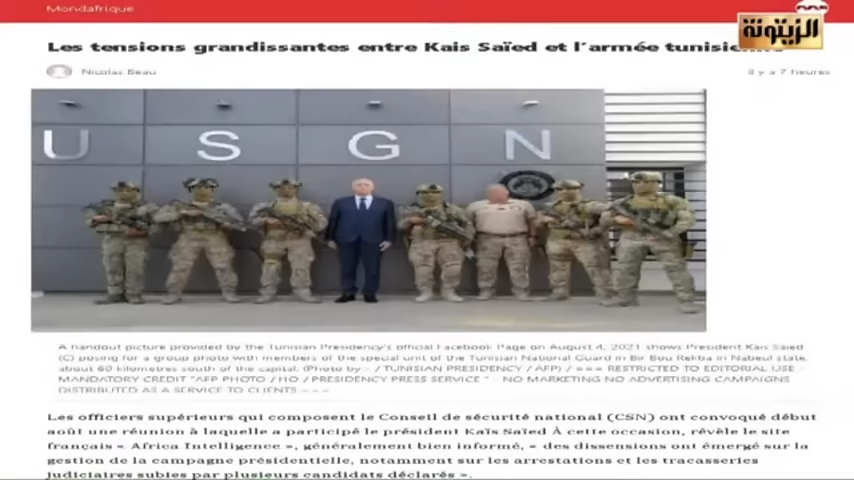 Mondafrique
الزيتونة
Les tensions grandissantes entre Kais Saïed et l'armée tunisienne
Nicolas Beau
Il y a 7 heures
U S G N
A handout picture provided by the Tunisian Presidency's official Facebook Page on August 4, 2021 shows President Kais Saied
(C) posing for a group photo with members of the special unit of the Tunisian National Guard in Bir Bou Rekba in Nabeul state,
about 60 kilometres south of the capital. (Photo by - / TUNISIAN PRESIDENCY / AFP) / === RESTRICTED TO EDITORIAL USE -
MANDATORY CREDIT "AFP PHOTO / HO / PRESIDENCY PRESS SERVICE " - NO MARKETING NO ADVERTISING CAMPAIGNS -
DISTRIBUTED AS A SERVICE TO CLIENTS ===
Les officiers supérieurs qui composent le Conseil de sécurité national (CSN) ont convoqué début
août une réunion à laquelle a participé le président Kaïs Saïed À cette occasion, révèle le site
français « Africa Intelligence », généralement bien informé, « des dissensions ont émergé sur la
gestion de la campagne présidentielle, notamment sur les arrestations et les tracasseries
judiciaires subies par plusieurs candidats déclarés ».